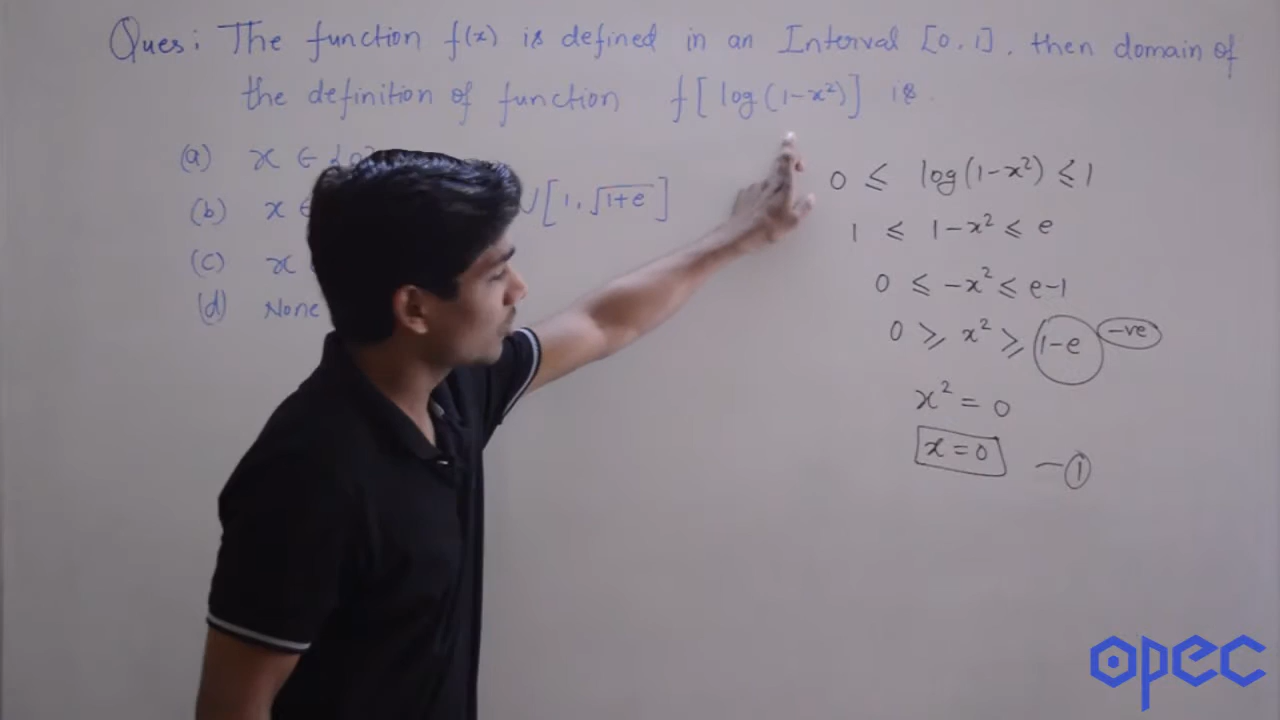 Ques: The function f(x) is defined in an Interval [0,1], then domain of
the definition of function f[log(1-x²)] is.
(a) x ∈ {0}
(b) x ∪ [1, √1+e]
(c) x
(d) None
0 ≤ log(1-x²) ≤ 1
1 ≤ 1-x² ≤ e
0 ≤ -x² ≤ e-1
0 ≥ x² ≥ 1-e -ve
x² = 0
x = 0 - 1
OPEC